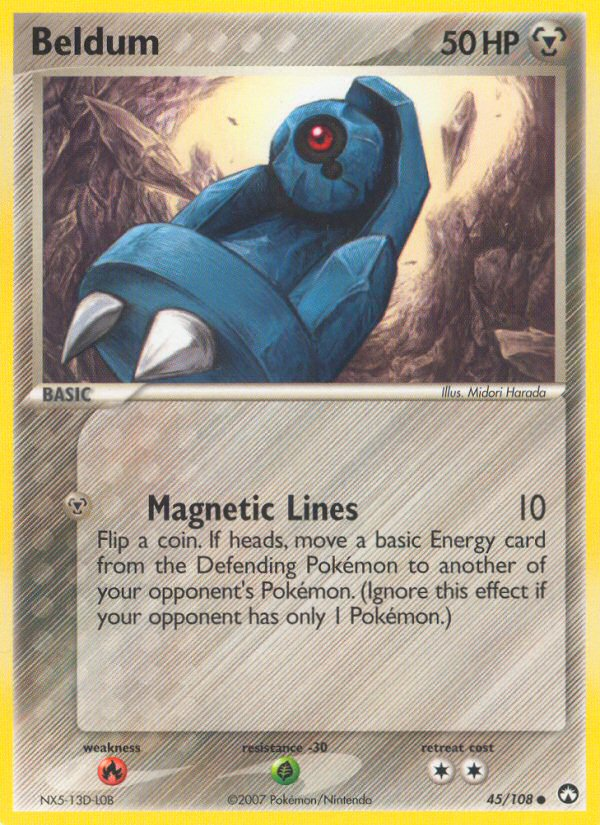 Beldum 50 HP
BASIC
Illus. Midori Harada
Magnetic Lines 10
Flip a coin. If heads, move a basic Energy card
from the Defending Pokémon to another of
your opponent's Pokémon. (Ignore this effect if
your opponent has only 1 Pokémon.)
weakness resistance -30 retreat cost
NX5-13D-L0B ©2007 Pokémon/Nintendo 45/108 ●